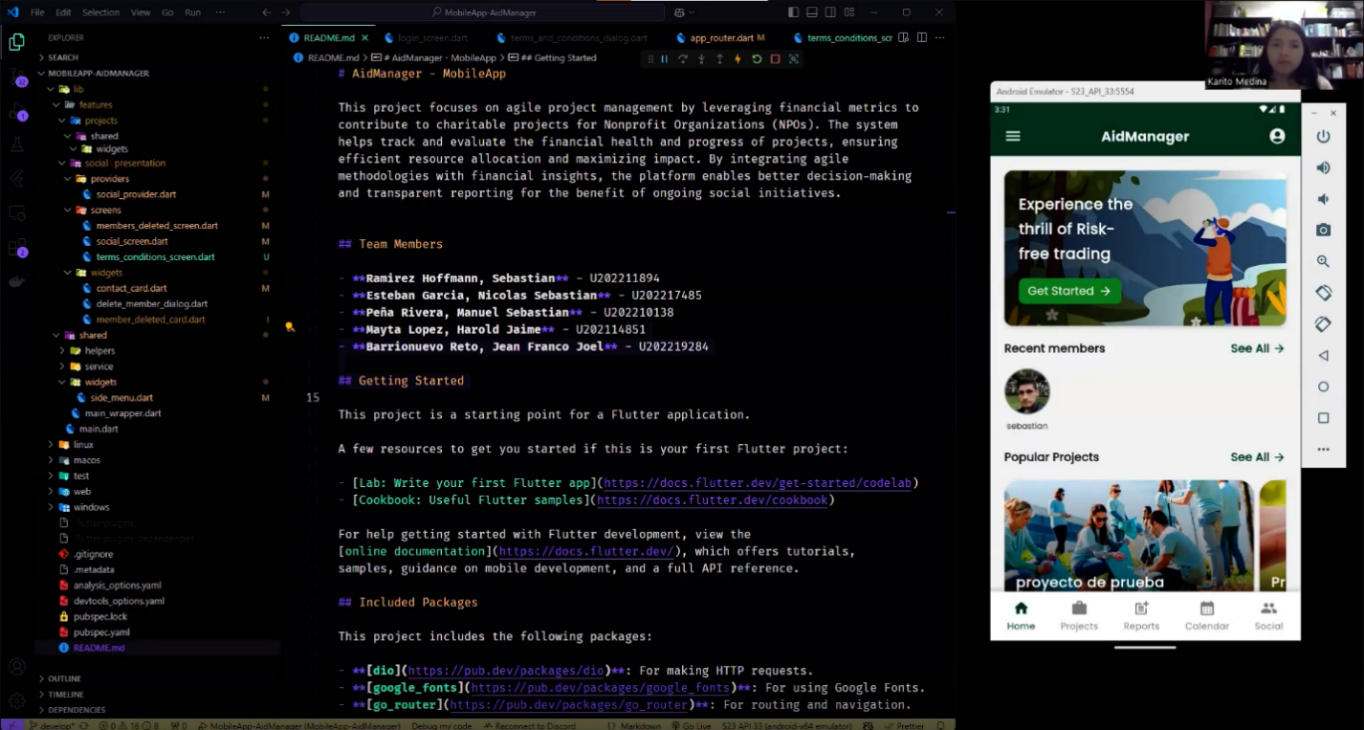 File Edit Selection View Go Run ··· MobileApp-AidManager
EXPLORER
SEARCH
MOBILEAPP-AIDMANAGER
lib
features
projects
shared
widgets
social presentation
providers
social_provider.dart M
screens
members_deleted_screen.dart M
social_screen.dart M
terms_conditions_screen.dart U
widgets
contact_card.dart M
delete_member_dialog.dart
member_deleted_card.dart
shared
helpers
service
widgets
side_menu.dart M
main_wrapper.dart
main.dart
linux
macos
test
web
windows
.flutter-plugins
.flutter-plugins-dependencies
.gitignore
.metadata
analysis_options.yaml
devtools_options.yaml
pubspec.lock
pubspec.yaml
README.md
OUTLINE
TIMELINE
DEPENDENCIES
22
1
2
README.md login_screen.dart terms_and_conditions_dialog.dart app_router.dart M terms_conditions_scr
README.md > # AidManager - MobileApp > ## Getting Started
# AidManager - MobileApp
This project focuses on agile project management by leveraging financial metrics to
contribute to charitable projects for Nonprofit Organizations (NPOs). The system
helps track and evaluate the financial health and progress of projects, ensuring
efficient resource allocation and maximizing impact. By integrating agile
methodologies with financial insights, the platform enables better decision-making
and transparent reporting for the benefit of ongoing social initiatives.
## Team Members
- **Ramirez Hoffmann, Sebastian** - U202211894
- **Esteban Garcia, Nicolas Sebastian** - U202217485
- **Peña Rivera, Manuel Sebastian** - U202210138
- **Mayta Lopez, Harold Jaime** - U202114851
- **Barrionuevo Reto, Jean Franco Joel** - U202219284
## Getting Started
15
This project is a starting point for a Flutter application.
A few resources to get you started if this is your first Flutter project:
- [Lab: Write your first Flutter app](https://docs.flutter.dev/get-started/codelab)
- [Cookbook: Useful Flutter samples](https://docs.flutter.dev/cookbook)
For help getting started with Flutter development, view the
[online documentation](https://docs.flutter.dev/), which offers tutorials,
samples, guidance on mobile development, and a full API reference.
## Included Packages
This project includes the following packages:
- **[dio](https://pub.dev/packages/dio)**: For making HTTP requests.
- **[google_fonts](https://pub.dev/packages/google_fonts)**: For using Google Fonts.
- **[go_router](https://pub.dev/packages/go_router)**: For routing and navigation.
develop* 0 16 8 0 MobileApp-AidManager (MobileApp-AidManager) Debug my code Reconnect to Discord Markdown Go Live S23 API 33 (android-x64 emulator) Prettier
Karito Medina
Android Emulator - S23_API_33:5554
3:31
AidManager
Experience the
thrill of Risk-
free trading
Get Started →
Recent members See All →
sebastian
Popular Projects See All →
proyecto de prueba Pr
Home Projects Reports Calendar Social